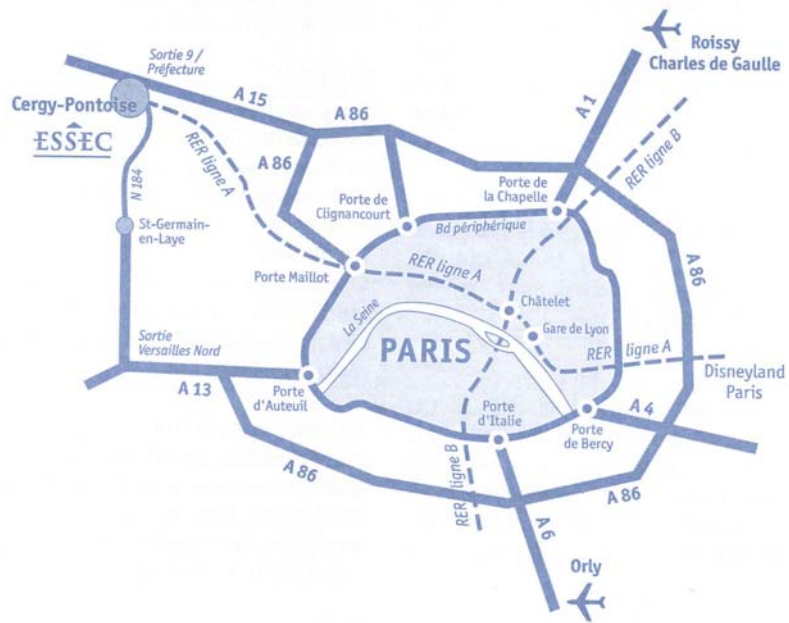 Sortie 9 /
Préfecture
Roissy
Charles de Gaulle
Cergy-Pontoise
ESSEC
A 15
A 86
A 1
RER ligne B
A 86
RER ligne A
N 184
Porte de
Clignancourt
Porte de
la Chapelle
Bd périphérique
St-Germain-
en-Laye
Porte Maillot
RER ligne A
A 86
Châtelet
La Seine
Gare de Lyon
Sortie
Versailles Nord
PARIS
RER ligne A
Disneyland
Paris
A 13
Porte
d'Auteuil
Porte
d'Italie
A 4
Porte
de Bercy
RER ligne B
A 86
A 86
A 6
Orly